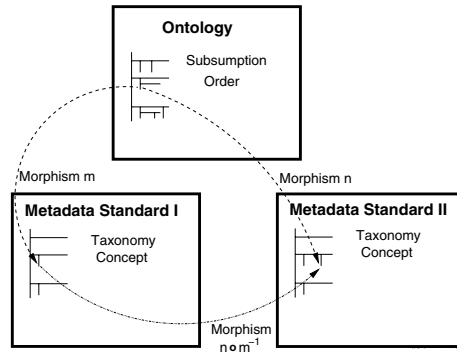 Ontology
Subsumption
Order
Morphism m
Morphism n
Metadata Standard I
Metadata Standard II
Taxonomy
Concept
Taxonomy
Concept
Morphism
n o m⁻¹